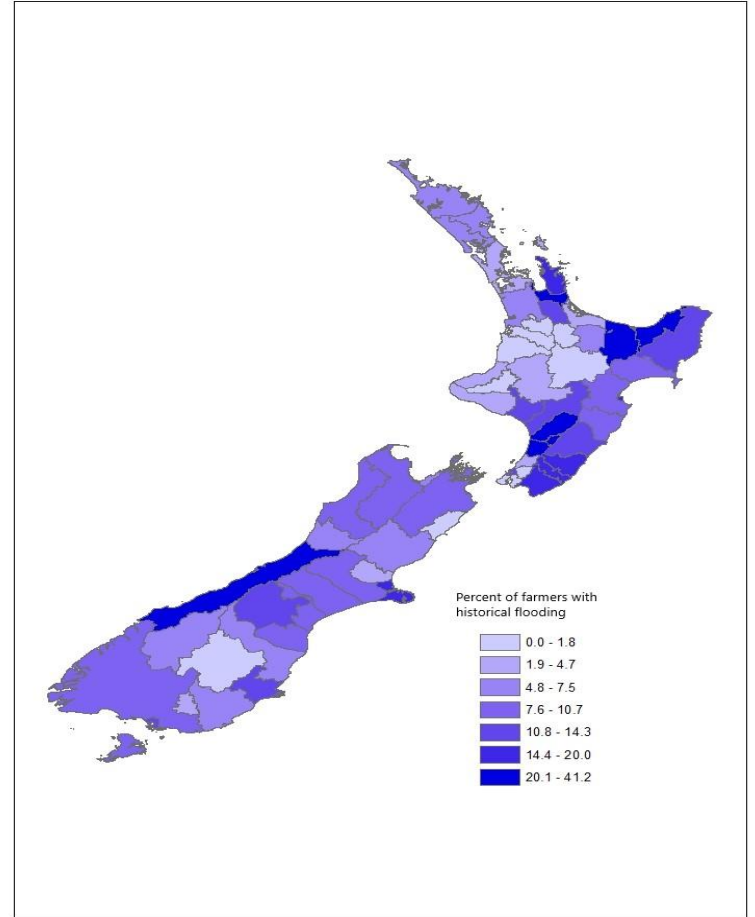 Percent of farmers with
historical flooding
0.0 - 1.8
1.9 - 4.7
4.8 - 7.5
7.6 - 10.7
10.8 - 14.3
14.4 - 20.0
20.1 - 41.2